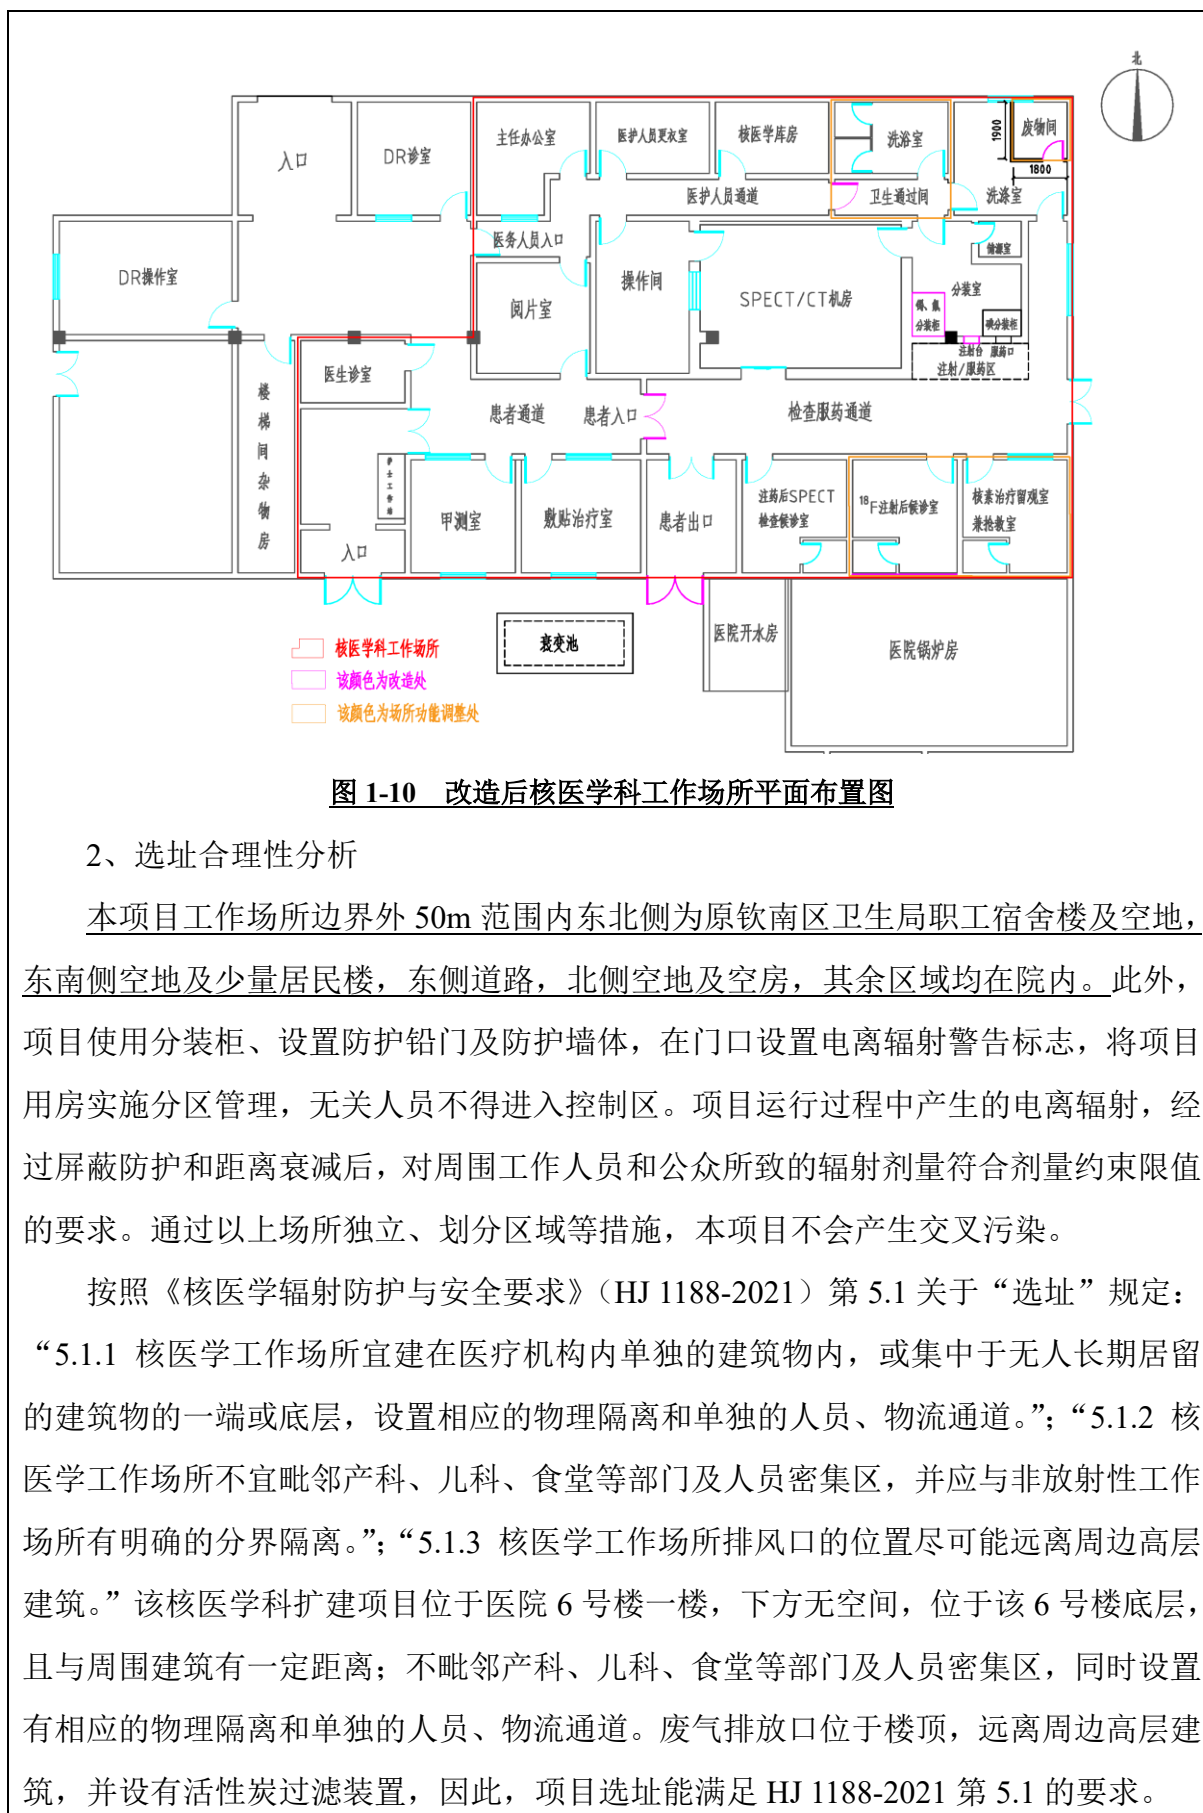 北
入口
DR诊室
主任办公室
医护人员更衣室
核医学库房
洗浴室
1900
废物间
1800
医护人员通道
卫生通过间
洗涤室
DR操作室
医务人员入口
操作间
SPECT/CT机房
储源室
分装室
阅片室
锝、氟
分装柜
碘分装柜
注射台 服药口
注射/服药区
医生诊室
楼梯间杂物房
患者通道
患者入口
检查服药通道
护士工作站
甲测室
敷贴治疗室
患者出口
注药后SPECT
检查候诊室
18F注射后候诊室
核素治疗留观室
兼抢救室
入口
衰变池
医院开水房
医院锅炉房
核医学科工作场所
该颜色为改造处
该颜色为场所功能调整处
图 1-10 改造后核医学科工作场所平面布置图
2、选址合理性分析
本项目工作场所边界外 50m 范围内东北侧为原钦南区卫生局职工宿舍楼及空地，
东南侧空地及少量居民楼，东侧道路，北侧空地及空房，其余区域均在院内。此外，
项目使用分装柜、设置防护铅门及防护墙体，在门口设置电离辐射警告标志，将项目
用房实施分区管理，无关人员不得进入控制区。项目运行过程中产生的电离辐射，经
过屏蔽防护和距离衰减后，对周围工作人员和公众所致的辐射剂量符合剂量约束限值
的要求。通过以上场所独立、划分区域等措施，本项目不会产生交叉污染。
按照《核医学辐射防护与安全要求》（HJ 1188-2021）第 5.1 关于“选址”规定：
“5.1.1 核医学工作场所宜建在医疗机构内单独的建筑物内，或集中于无人长期居留
的建筑物的一端或底层，设置相应的物理隔离和单独的人员、物流通道。”；“5.1.2 核
医学工作场所不宜毗邻产科、儿科、食堂等部门及人员密集区，并应与非放射性工作
场所有明确的分界隔离。”；“5.1.3 核医学工作场所排风口的位置尽可能远离周边高层
建筑。”该核医学科扩建项目位于医院 6 号楼一楼，下方无空间，位于该 6 号楼底层，
且与周围建筑有一定距离；不毗邻产科、儿科、食堂等部门及人员密集区，同时设置
有相应的物理隔离和单独的人员、物流通道。废气排放口位于楼顶，远离周边高层建
筑，并设有活性炭过滤装置，因此，项目选址能满足 HJ 1188-2021 第 5.1 的要求。